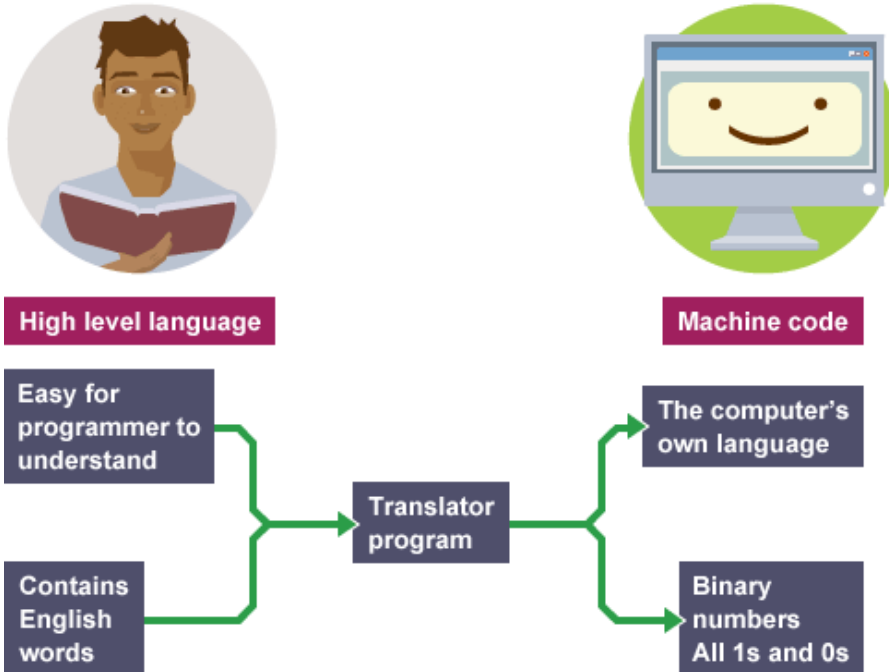 High level language
Machine code
Easy for
programmer to
understand
The computer's
own language
Translator
program
Contains
English
words
Binary
numbers
All 1s and 0s